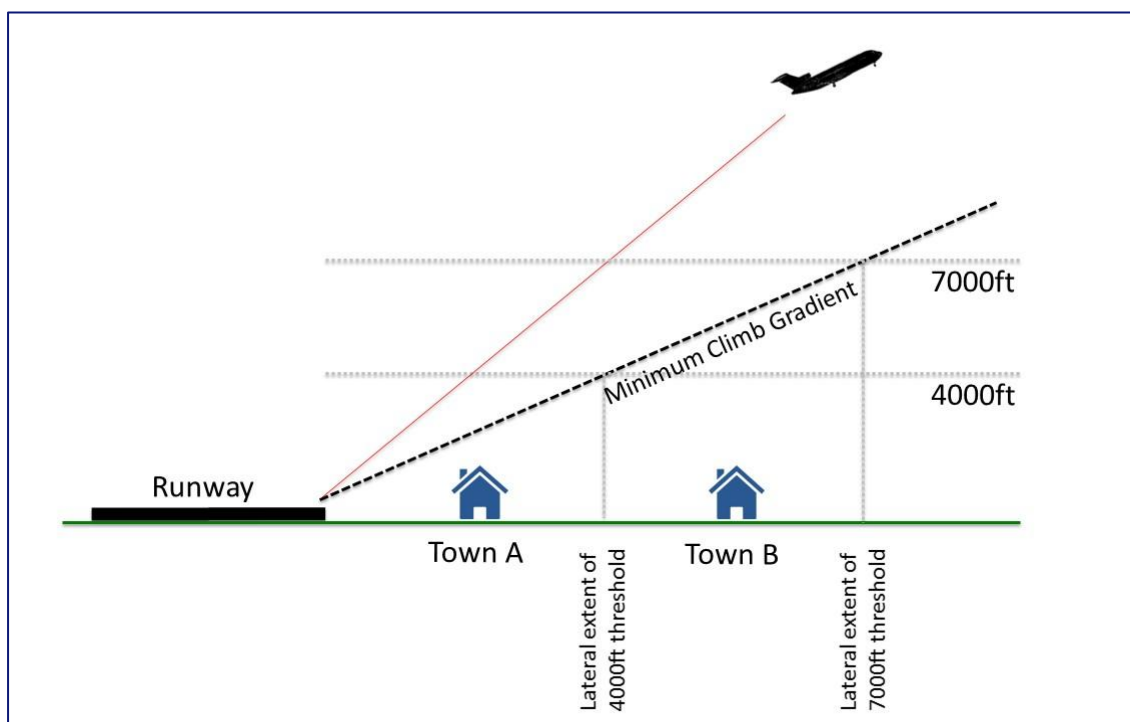 7000ft
Minimum Climb Gradient
4000ft
Runway
Town A
Town B
Lateral extent of
4000ft threshold
Lateral extent of
7000ft threshold